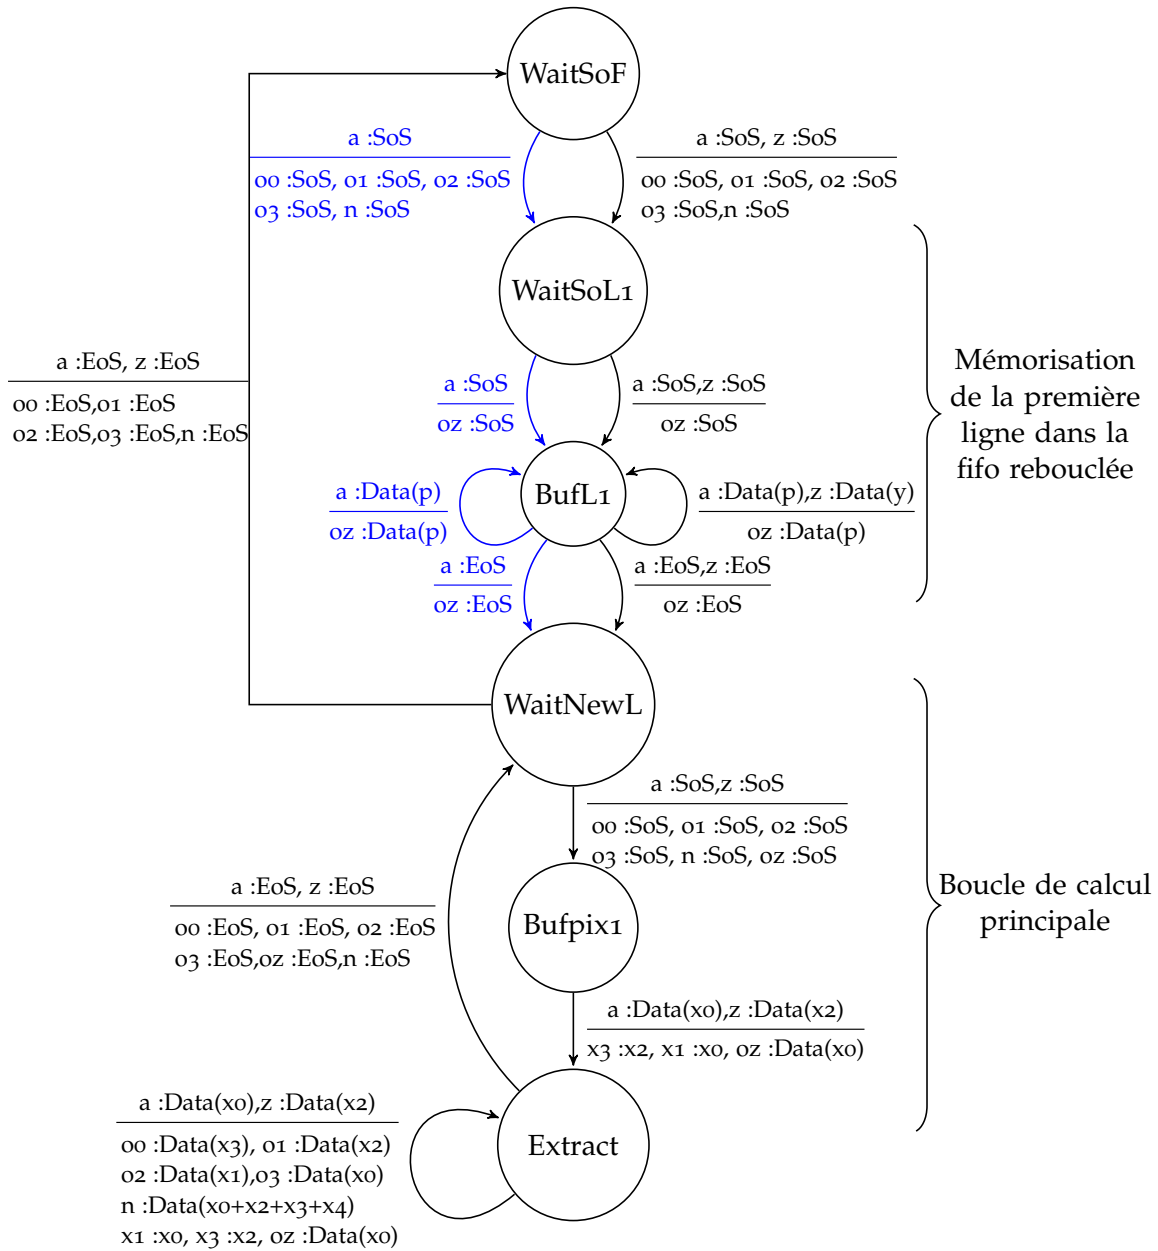 WaitSoF
a :SoS
oo :SoS, o1 :SoS, o2 :SoS
o3 :SoS, n :SoS
a :SoS, z :SoS
oo :SoS, o1 :SoS, o2 :SoS
o3 :SoS,n :SoS
WaitSoL1
a :EoS, z :EoS
oo :EoS,o1 :EoS
o2 :EoS,o3 :EoS,n :EoS
a :SoS
oz :SoS
a :SoS,z :SoS
oz :SoS
Mémorisation
de la première
ligne dans la
fifo rebouclée
a :Data(p)
oz :Data(p)
BufL1
a :Data(p),z :Data(y)
oz :Data(p)
a :EoS
oz :EoS
a :EoS,z :EoS
oz :EoS
WaitNewL
a :SoS,z :SoS
oo :SoS, o1 :SoS, o2 :SoS
o3 :SoS, n :SoS, oz :SoS
a :EoS, z :EoS
oo :EoS, o1 :EoS, o2 :EoS
o3 :EoS,oz :EoS,n :EoS
Bufpix1
Boucle de calcul
principale
a :Data(xo),z :Data(x2)
x3 :x2, x1 :xo, oz :Data(xo)
a :Data(xo),z :Data(x2)
oo :Data(x3), o1 :Data(x2)
o2 :Data(x1),o3 :Data(xo)
n :Data(xo+x2+x3+x4)
x1 :xo, x3 :x2, oz :Data(xo)
Extract